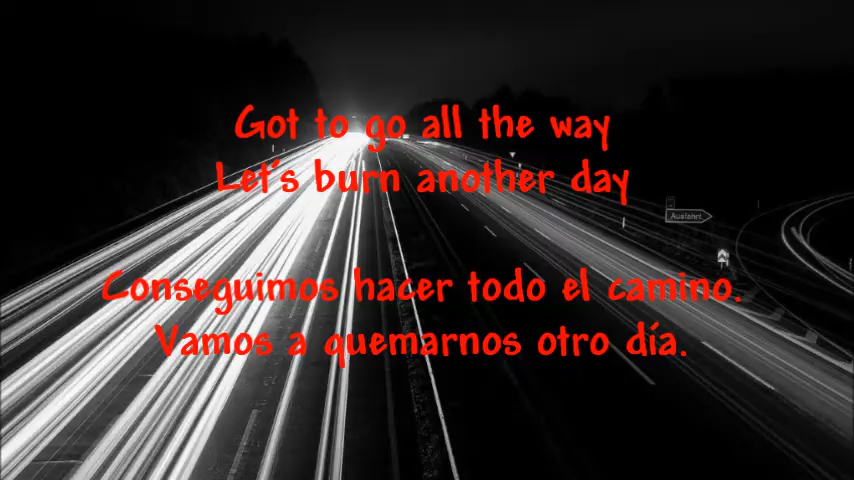 Got to go all the way
Let's burn another day
Ausfahrt
Conseguimos hacer todo el camino.
Vamos a quemarnos otro día.